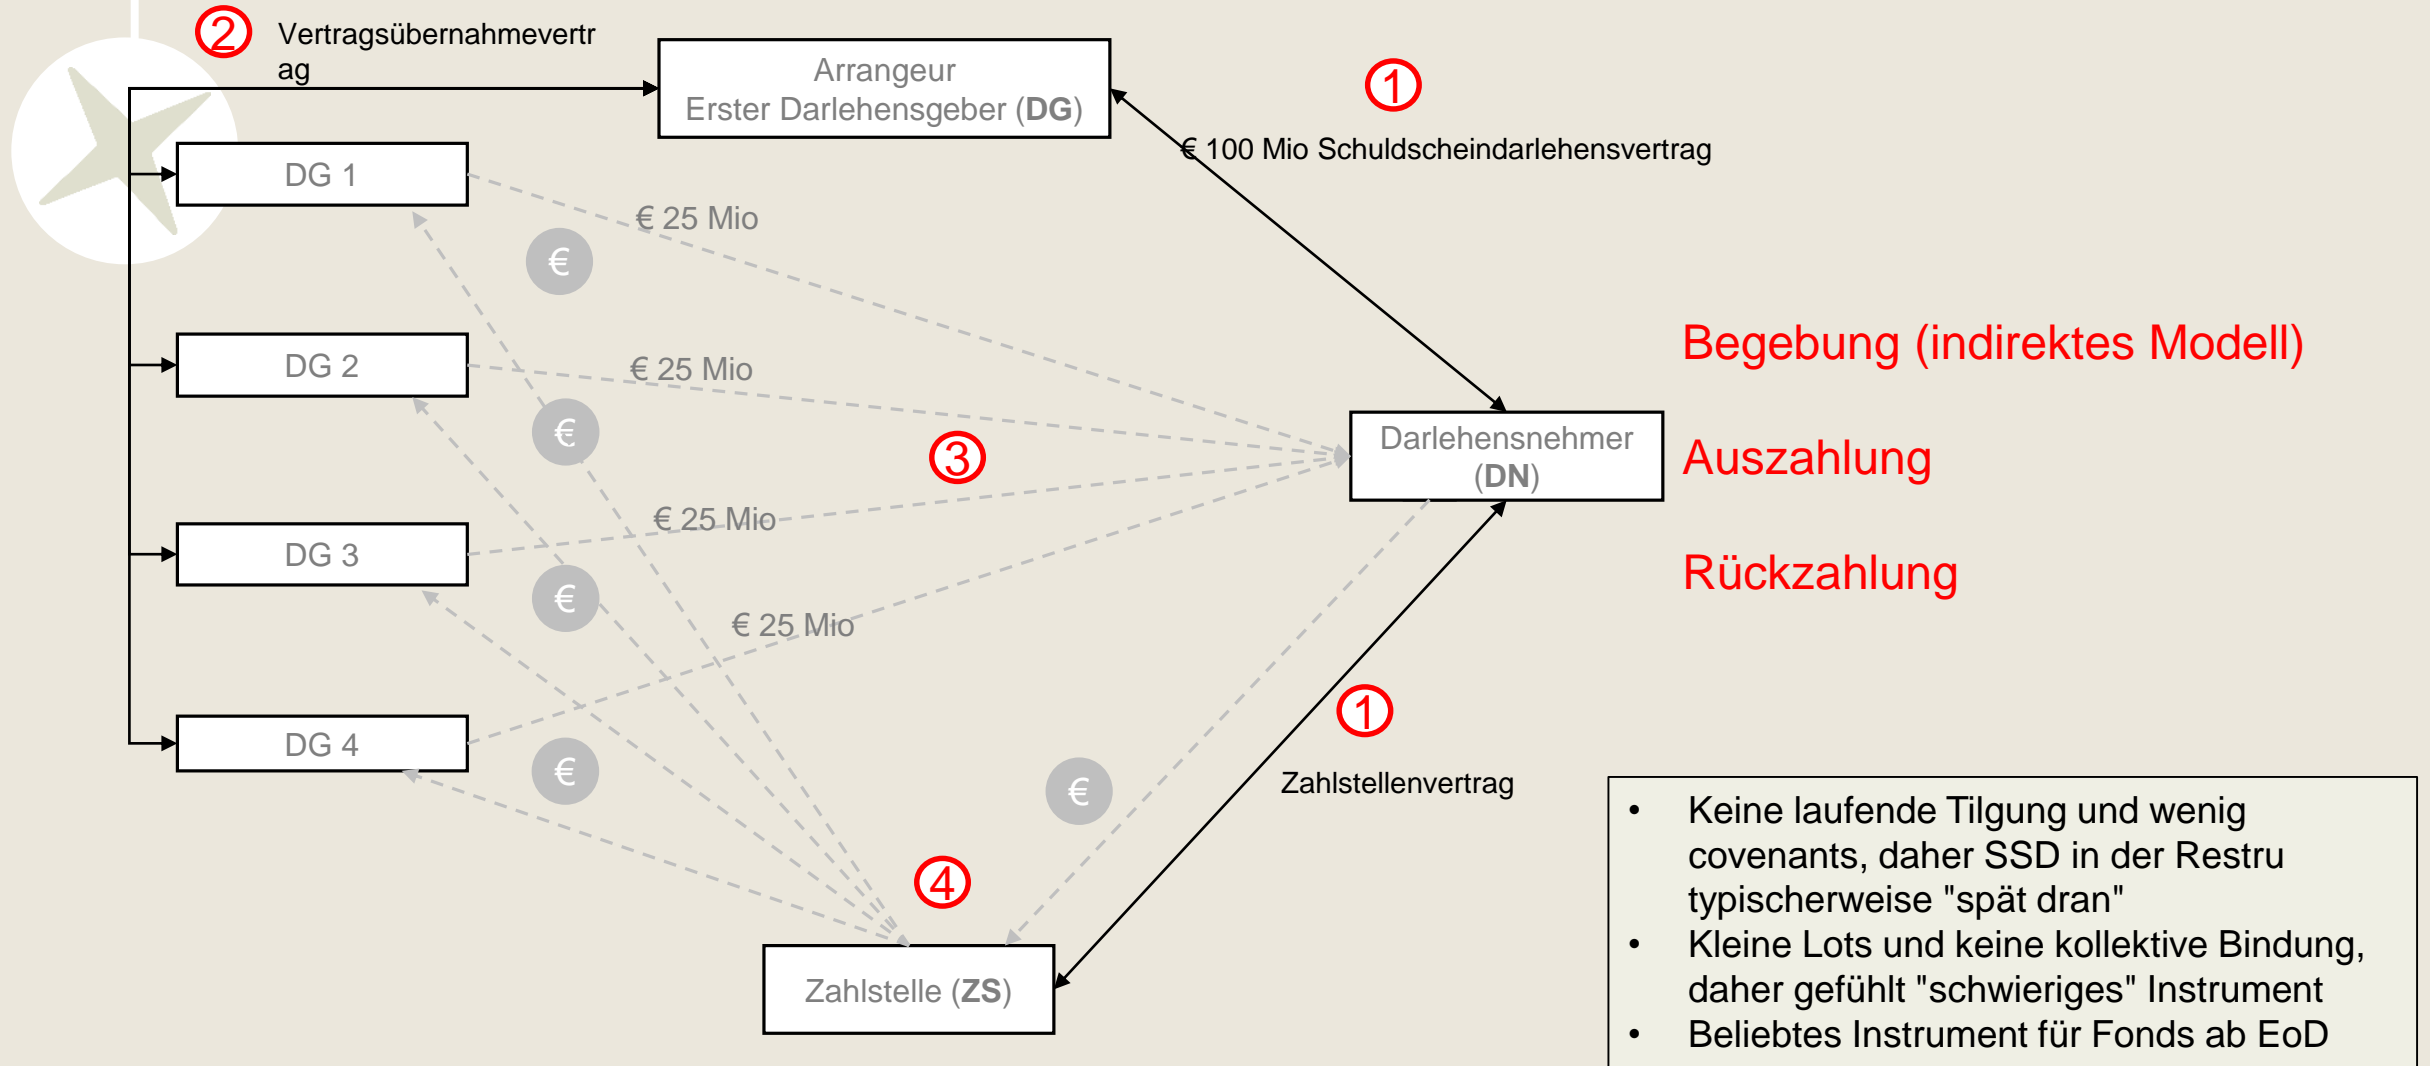 ②
Vertragsübernahmevertr
ag
Arrangeur
Erster Darlehensgeber (DG)
①
€ 100 Mio Schuldscheindarlehensvertrag
DG 1
€ 25 Mio
€
Begebung (indirektes Modell)
DG 2
€ 25 Mio
€
③
Darlehensnehmer
(DN)
Auszahlung
DG 3
€ 25 Mio
€
Rückzahlung
€ 25 Mio
DG 4
€
①
Zahlstellenvertrag
€
④
Zahlstelle (ZS)
• Keine laufende Tilgung und wenig
covenants, daher SSD in der Restru
typischerweise "spät dran"
• Kleine Lots und keine kollektive Bindung,
daher gefühlt "schwieriges" Instrument
• Beliebtes Instrument für Fonds ab EoD